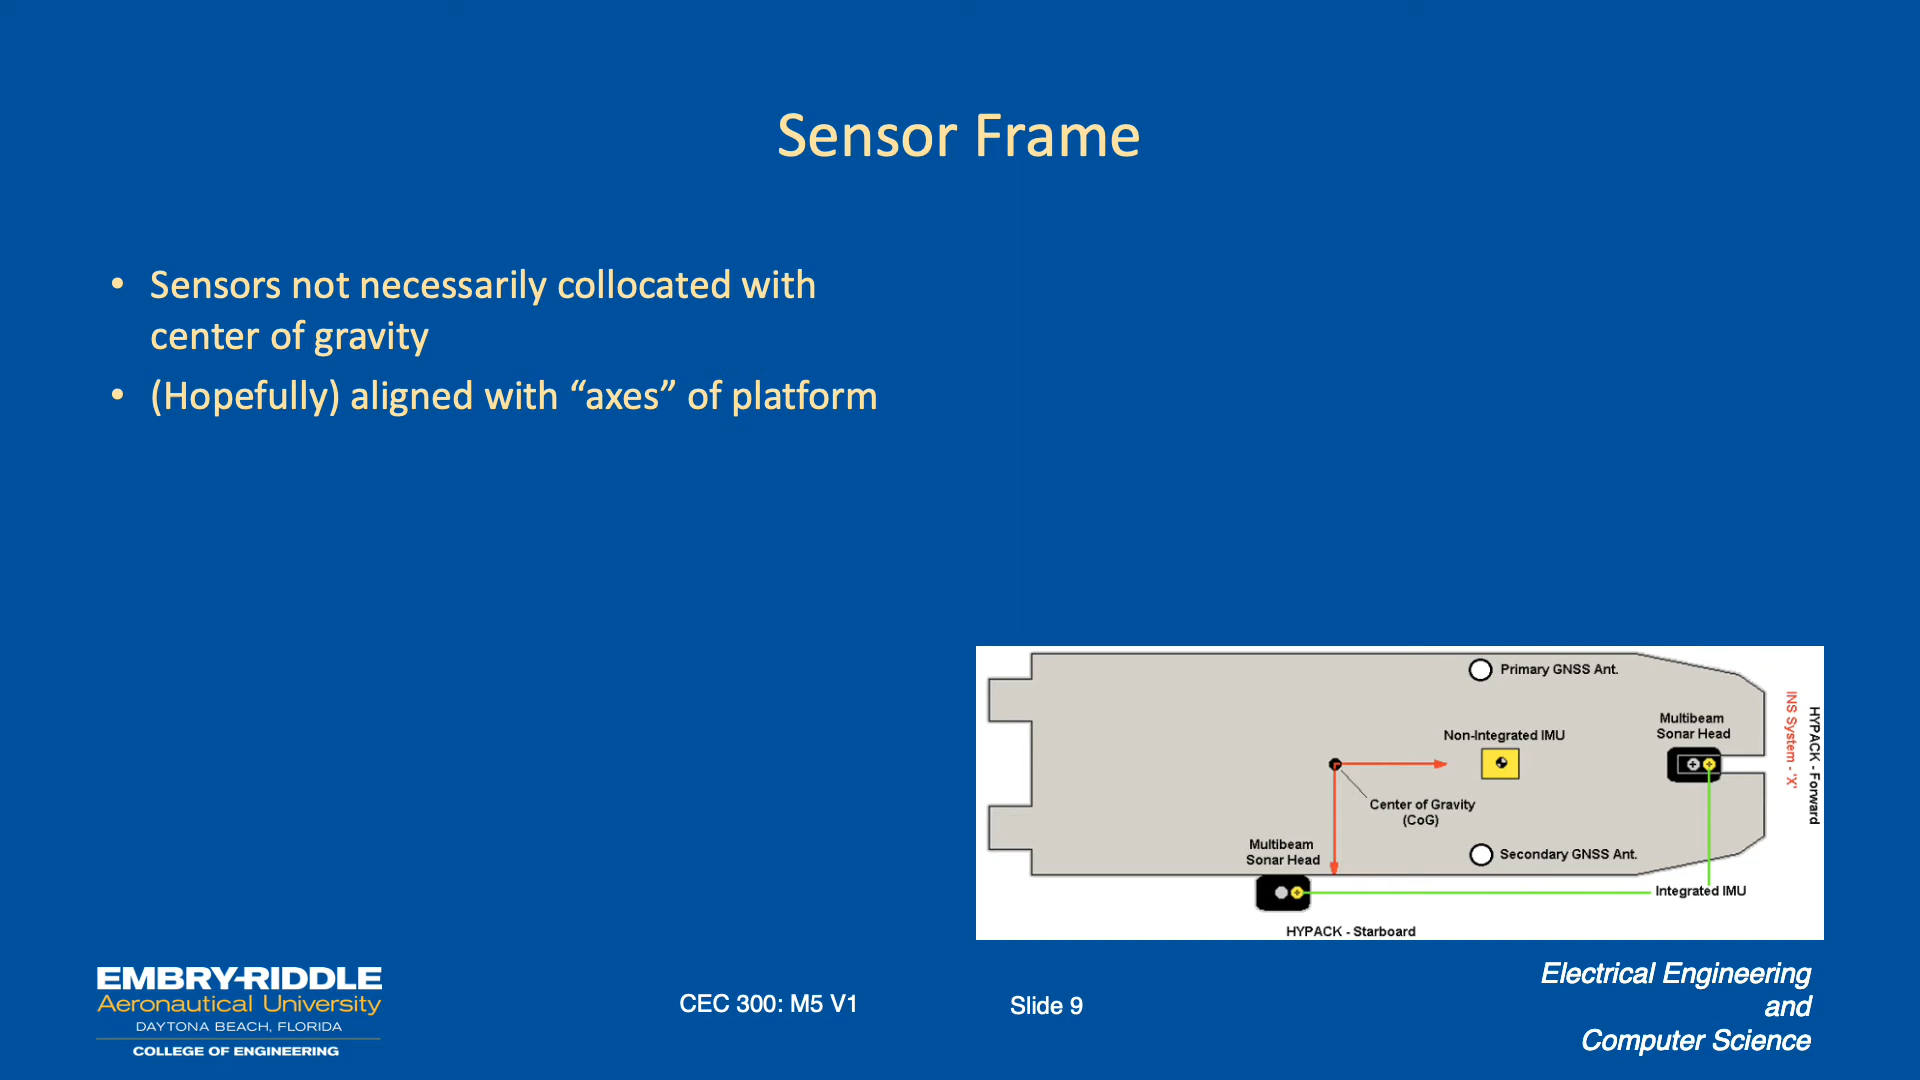 Sensor Frame
• Sensors not necessarily collocated with
center of gravity
• (Hopefully) aligned with “axes” of platform
Primary GNSS Ant.
Non-Integrated IMU
Multibeam
Sonar Head
INS System - 'X'
HYPACK - Forward
Center of Gravity
(CoG)
Multibeam
Sonar Head
Secondary GNSS Ant.
Integrated IMU
HYPACK - Starboard
EMBRY-RIDDLE
Aeronautical University
DAYTONA BEACH, FLORIDA
COLLEGE OF ENGINEERING
CEC 300: M5 V1
Slide 9
Electrical Engineering
and
Computer Science